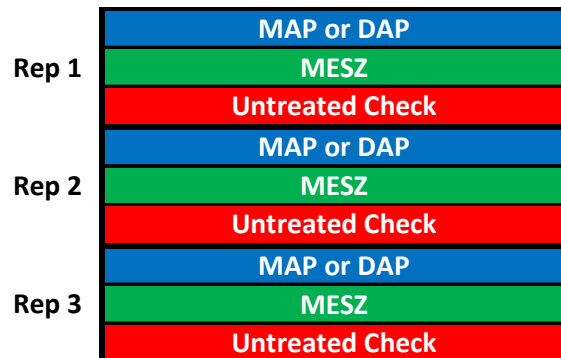 MAP or DAP
Rep 1 MESZ
Untreated Check
MAP or DAP
Rep 2 MESZ
Untreated Check
MAP or DAP
Rep 3 MESZ
Untreated Check